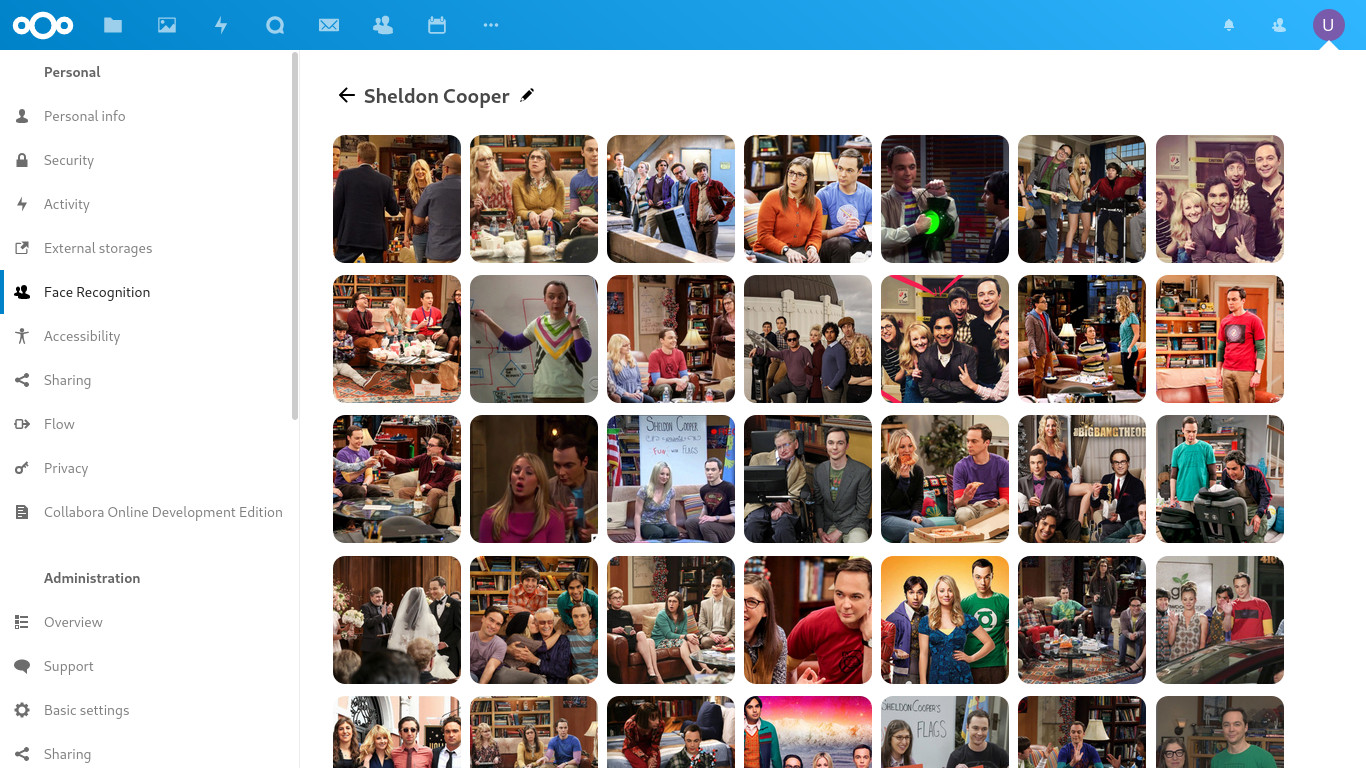 U
Personal
Personal info
Security
Activity
External storages
Face Recognition
Accessibility
Sharing
Flow
Privacy
Collabora Online Development Edition
Administration
Overview
Support
Basic settings
Sharing
Sheldon Cooper
SHELDON COOPER
"FUN" WITH FLAGS
BIGBANGTHEOR
SHELDON COOPER'S
FLAGS